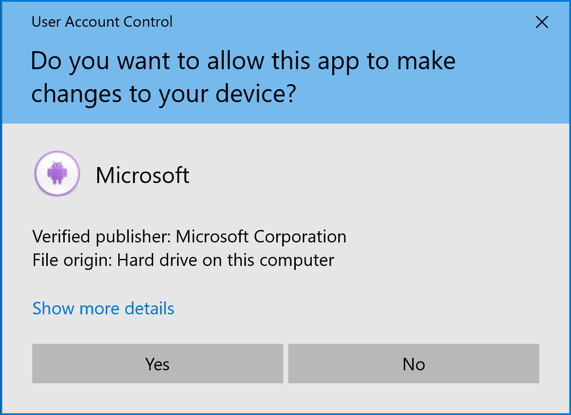 User Account Control
Do you want to allow this app to make
changes to your device?
Microsoft
Verified publisher: Microsoft Corporation
File origin: Hard drive on this computer
Show more details
Yes
No